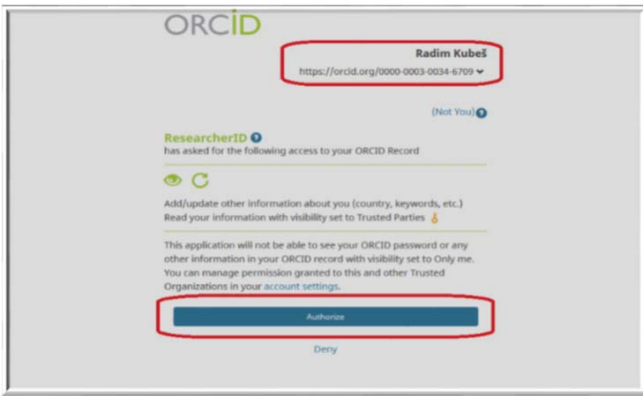 ORCID
Radim Kubeš
https://orcid.org/0000-0003-0034-6709
(Not You)
ResearcherID
has asked for the following access to your ORCID Record
Add/update other information about you (country, keywords, etc.)
Read your information with visibility set to Trusted Parties
This application will not be able to see your ORCID password or any
other information in your ORCID record with visibility set to Only me.
You can manage permission granted to this and other Trusted
Organizations in your account settings.
Authorize
Deny